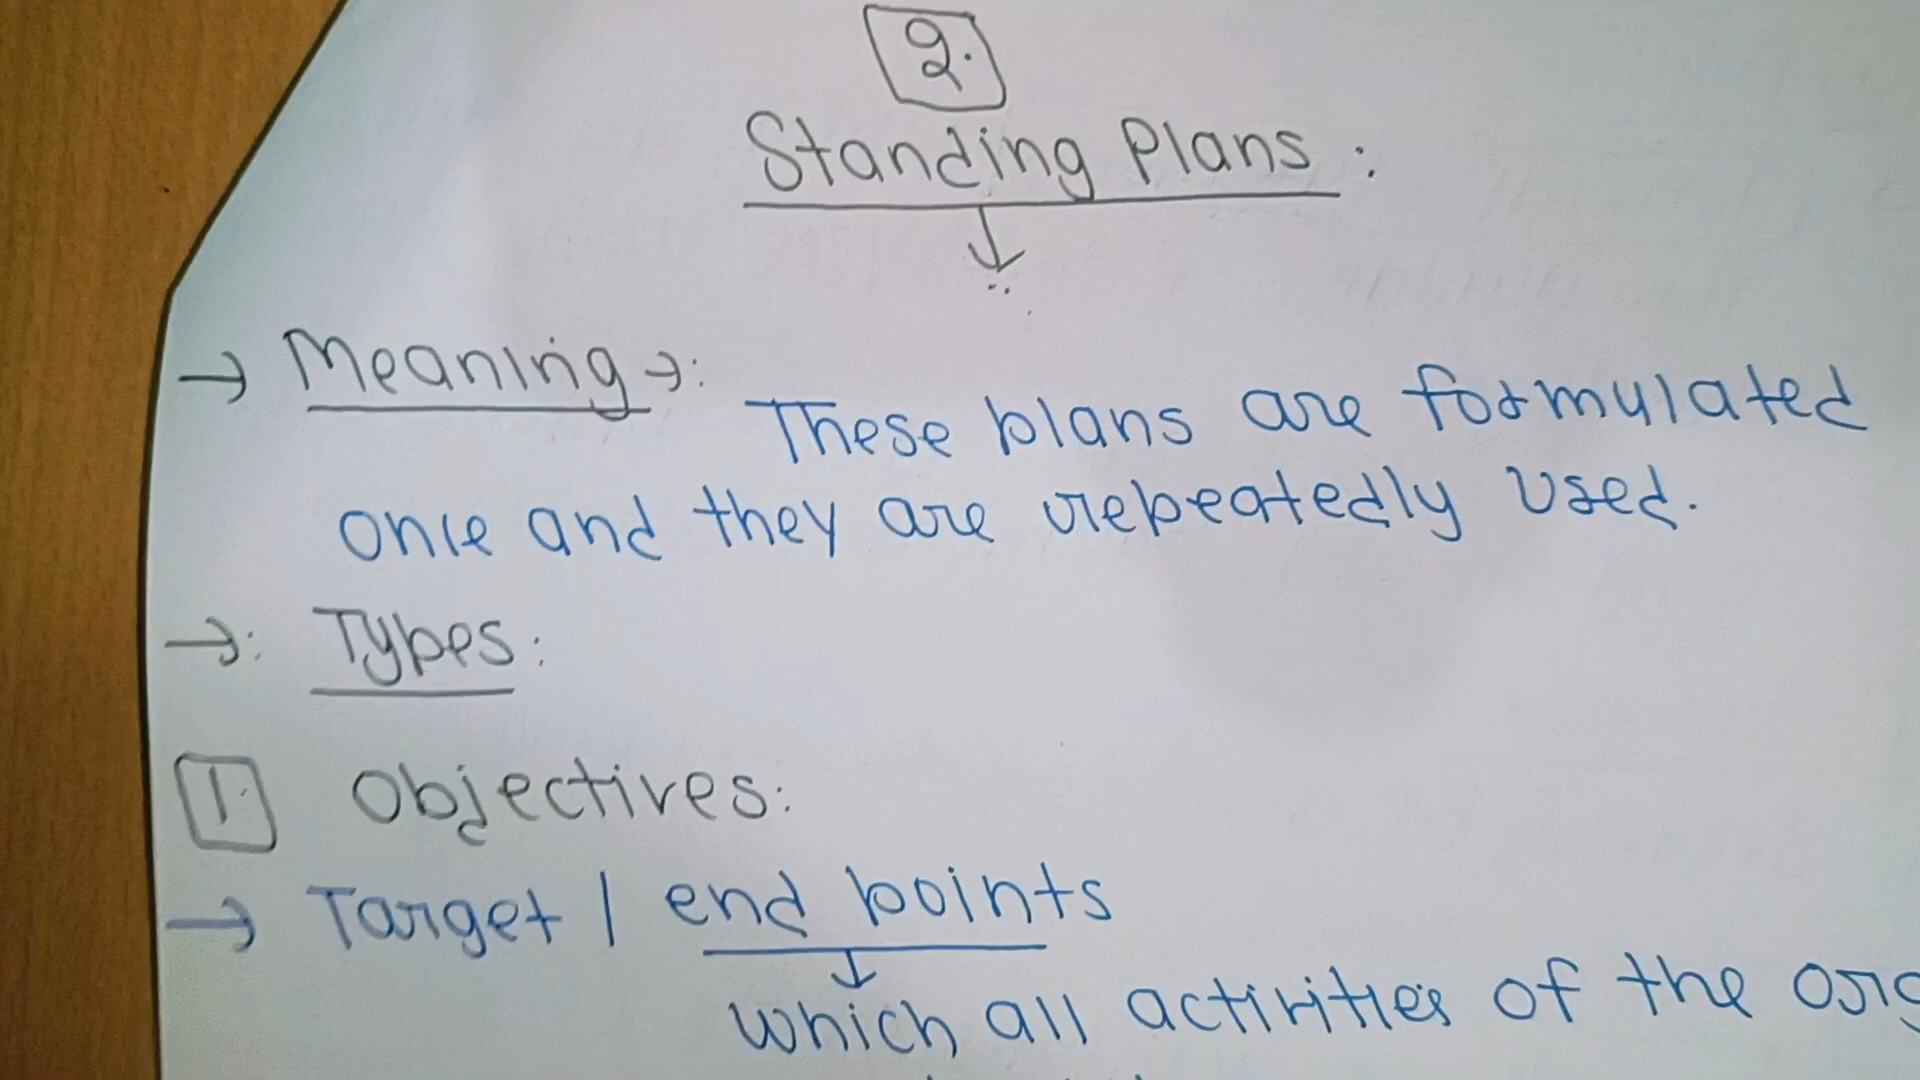 2.
Standing Plans :
→ Meaning →:
These plans are formulated
once and they are repeatedly used.
→: Types:
1. Objectives:
→ Target / end points
↓
which all activities of the org